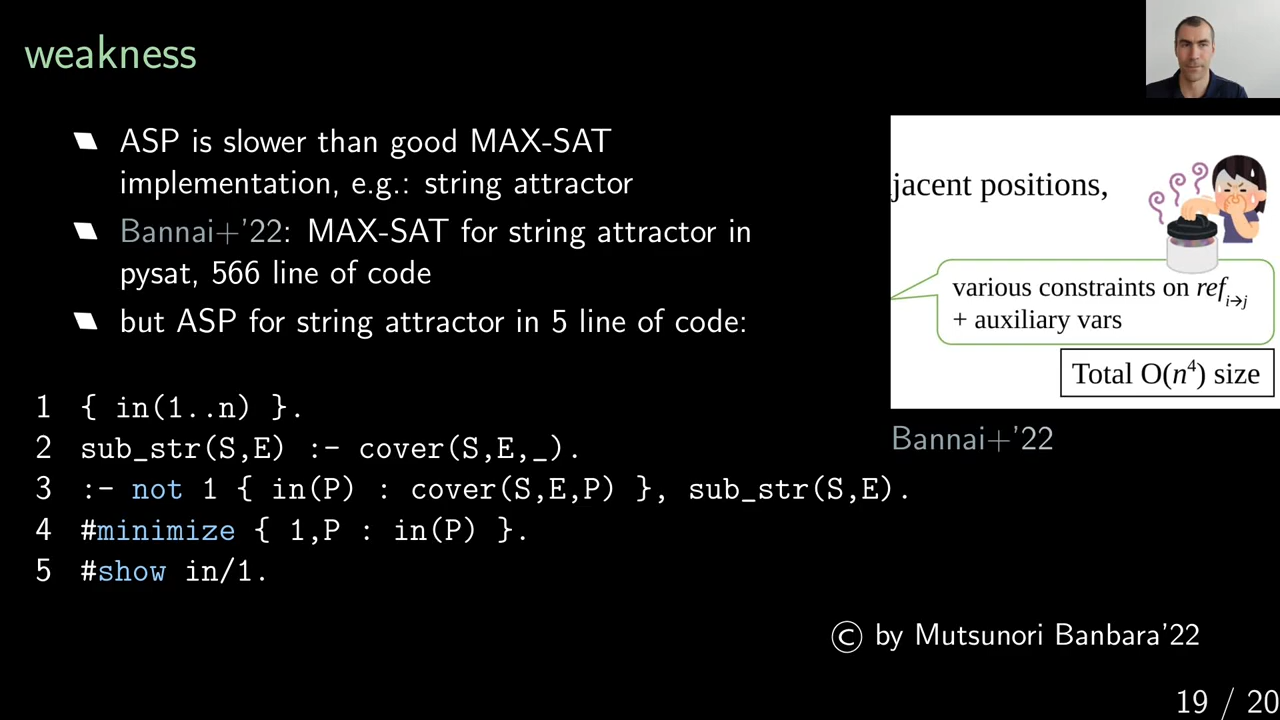 weakness
ASP is slower than good MAX-SAT
implementation, e.g.: string attractor
Bannai+'22: MAX-SAT for string attractor in
pysat, 566 line of code
but ASP for string attractor in 5 line of code:
1 { in(1..n) }.
2 sub_str(S,E) :- cover(S,E,_).
3 :- not 1 { in(P) : cover(S,E,P) }, sub_str(S,E).
4 #minimize { 1,P : in(P) }.
5 #show in/1.
jacent positions,
various constraints on ref i→j
+ auxiliary vars
Total O(n⁴) size
Bannai+'22
© by Mutsunori Banbara'22
19 / 20